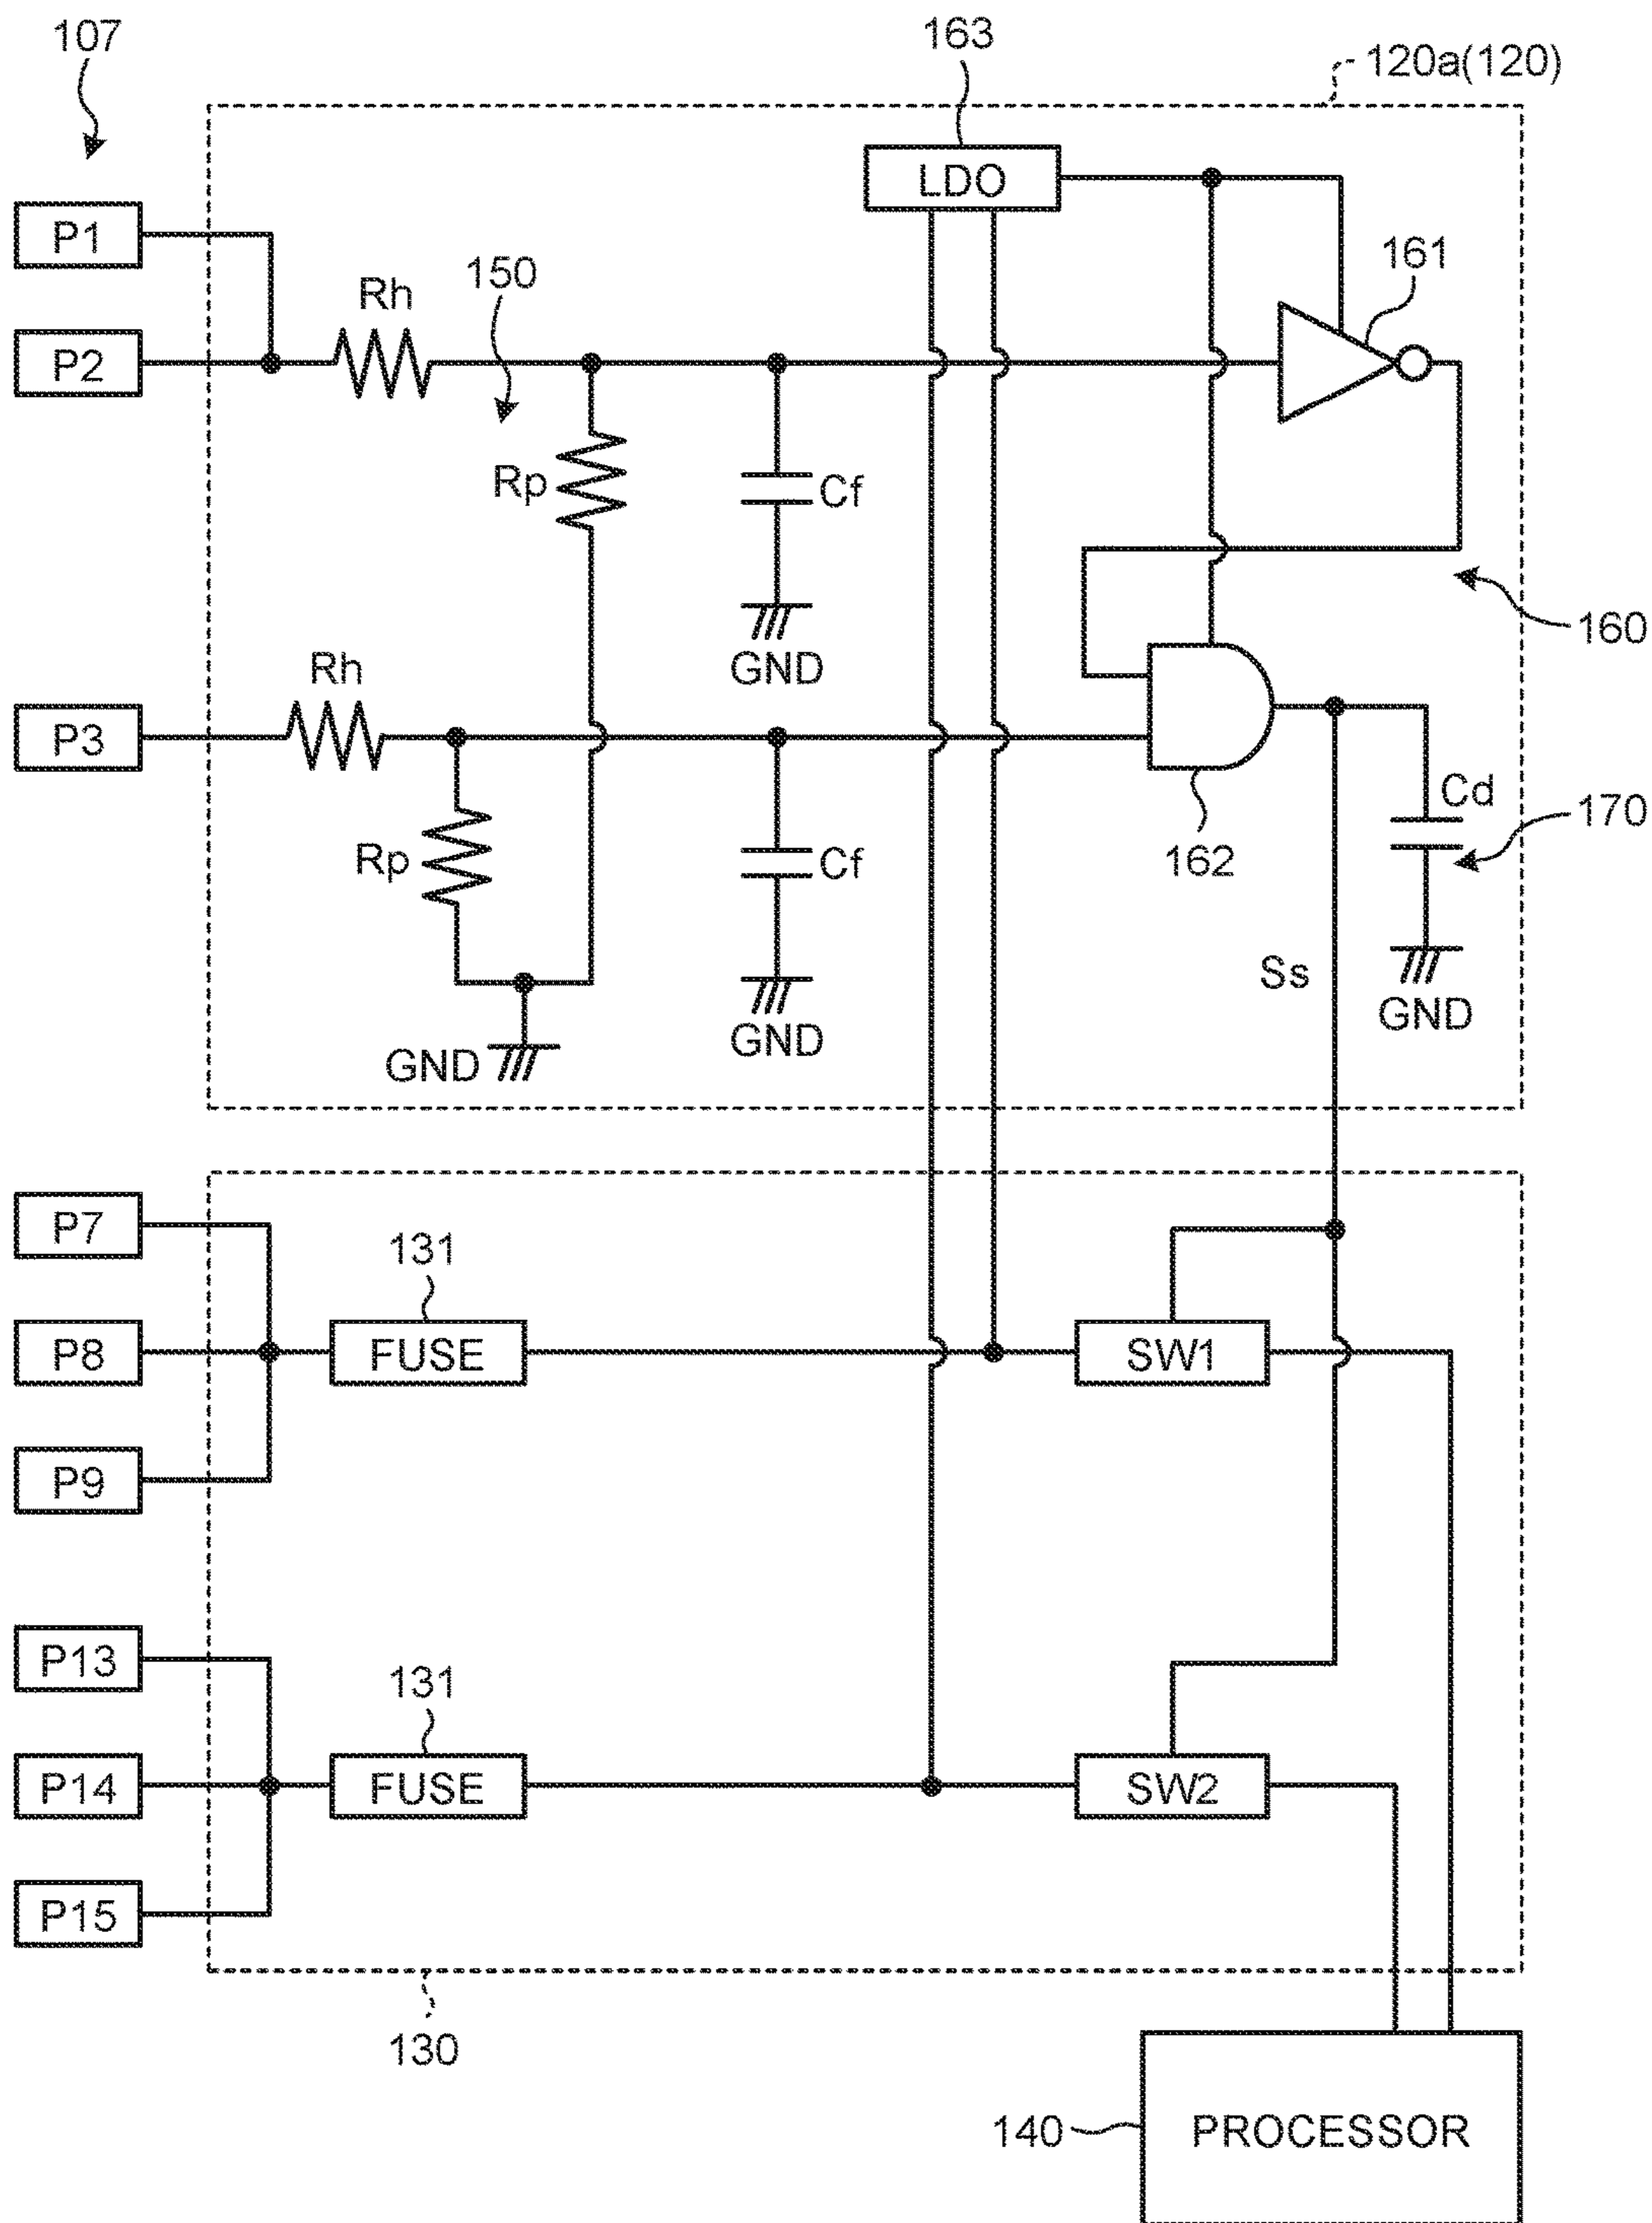 107
163
120a(120)
LDO
P1
161
150
Rh
P2
Rp
Cf
160
GND
Rh
P3
Cd
170
Rp
Cf
162
Ss
GND
GND
GND
P7
131
P8
FUSE
SW1
P9
P13
131
P14
FUSE
SW2
P15
130
140
PROCESSOR